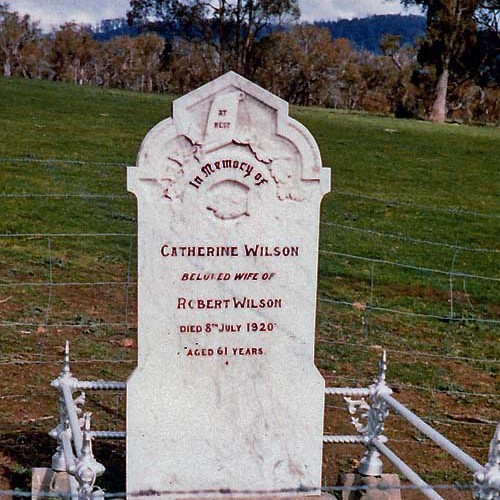 AT
REST
In Memory of
CATHERINE WILSON
BELOVED WIFE OF
ROBERT WILSON
DIED 8TH JULY 1920
AGED 61 YEARS.